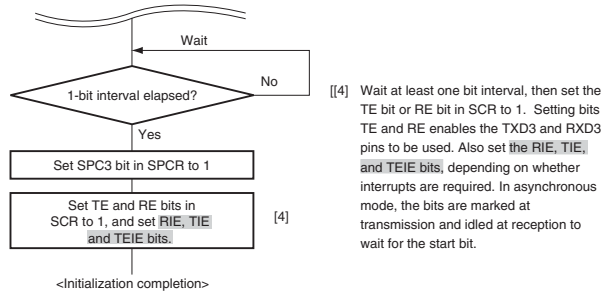 Wait
No
1-bit interval elapsed?
Yes
Set SPC3 bit in SPCR to 1
Set TE and RE bits in
SCR to 1, and set RIE, TIE
and TEIE bits.
[4]
<Initialization completion>
[[4] Wait at least one bit interval, then set the
TE bit or RE bit in SCR to 1. Setting bits
TE and RE enables the TXD3 and RXD3
pins to be used. Also set the RIE, TIE,
and TEIE bits, depending on whether
interrupts are required. In asynchronous
mode, the bits are marked at
transmission and idled at reception to
wait for the start bit.